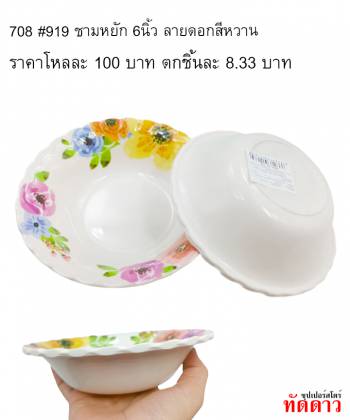 708 #919 ชามหยัก 6นิ้ว ลายดอกสีหวาน
ราคาโหลละ 100 บาท ตกชิ้นละ 8.33 บาท
ซุปเปอร์สโตร์
ทัดดาว